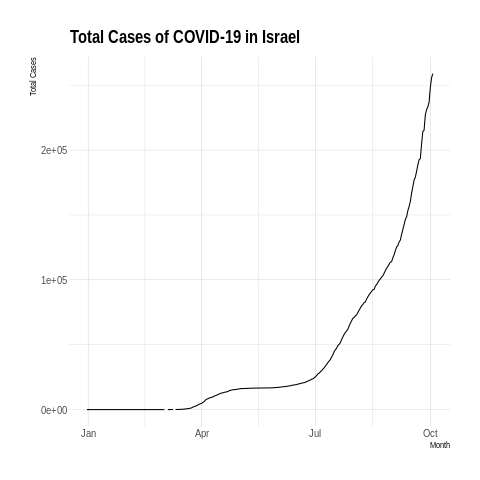 Total Cases of COVID-19 in Israel
Total Cases
2e+05
1e+05
0e+00
Jan Apr Jul Oct
Month